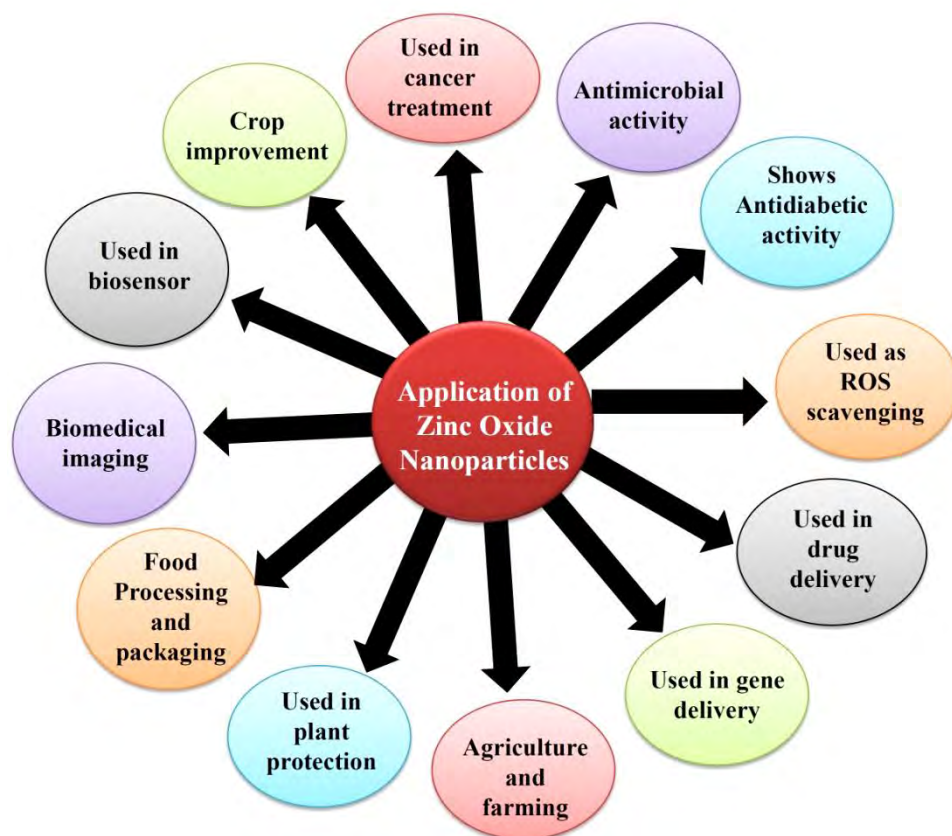 Used in
cancer
treatment
Antimicrobial
activity
Shows
Antidiabetic
activity
Used as
ROS
scavenging
Used in
drug
delivery
Used in gene
delivery
Agriculture
and
farming
Used in
plant
protection
Food
Processing
and
packaging
Biomedical
imaging
Used in
biosensor
Crop
improvement
Application of
Zinc Oxide
Nanoparticles